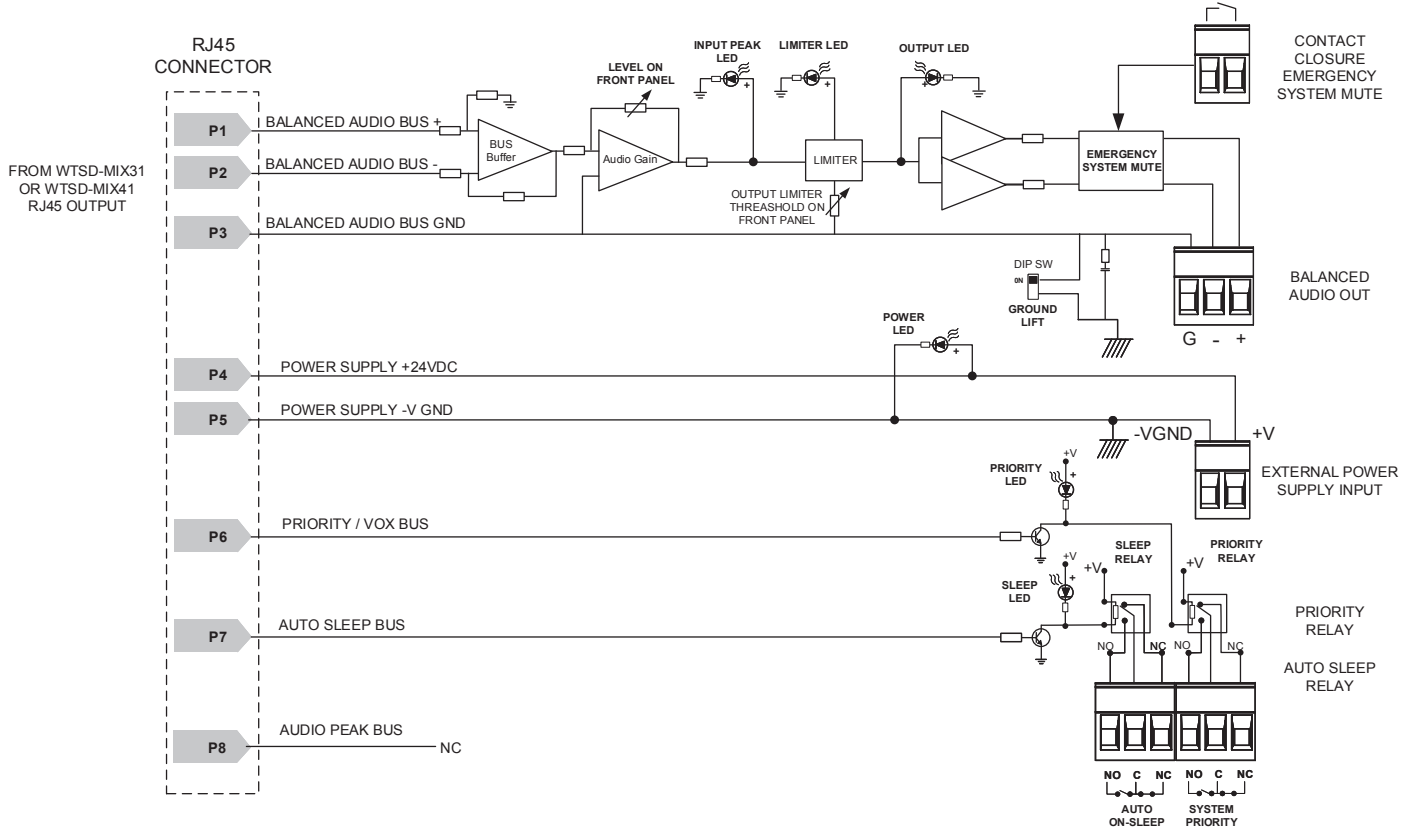 RJ45
CONNECTOR
FROM WTSD-MIX31
OR WTSD-MIX41
RJ45 OUTPUT
P1
BALANCED AUDIO BUS +
P2
BALANCED AUDIO BUS -
P3
BALANCED AUDIO BUS GND
BUS
Buffer
LEVEL ON
FRONT PANEL
Audio Gain
INPUT PEAK
LED
+
LIMITER LED
+
LIMITER
OUTPUT LIMITER
THRESHOLD ON
FRONT PANEL
OUTPUT LED
+
EMERGENCY
SYSTEM MUTE
CONTACT
CLOSURE
EMERGENCY
SYSTEM MUTE
DIP SW
ON
GROUND
LIFT
BALANCED
AUDIO OUT
G - +
POWER
LED
+
P4
POWER SUPPLY +24VDC
P5
POWER SUPPLY -V GND
-VGND
+V
EXTERNAL POWER
SUPPLY INPUT
P6
PRIORITY / VOX BUS
PRIORITY
LED
+V
+
P7
AUTO SLEEP BUS
SLEEP
LED
+V
+
SLEEP
RELAY
+V
PRIORITY
RELAY
+V
NO
NC
NO
NC
PRIORITY
RELAY
AUTO SLEEP
RELAY
P8
AUDIO PEAK BUS
NC
NO C NC
NO C NC
AUTO
ON-SLEEP
SYSTEM
PRIORITY